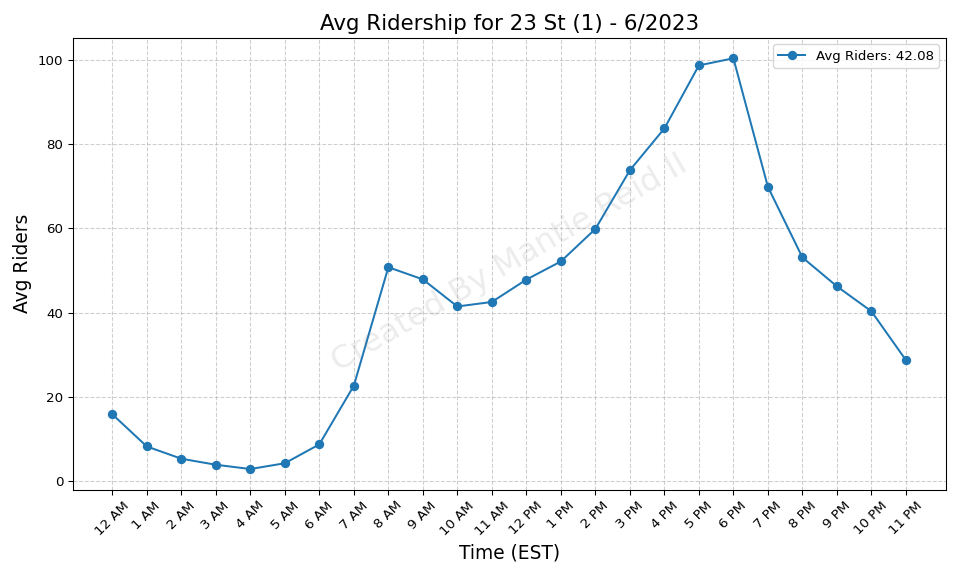 Avg Ridership for 23 St (1) - 6/2023
Avg Riders: 42.08
Avg Riders
100
80
60
40
20
0
Created By Mantie Reid II
12 AM
1 AM
2 AM
3 AM
4 AM
5 AM
6 AM
7 AM
8 AM
9 AM
10 AM
11 AM
12 PM
1 PM
2 PM
3 PM
4 PM
5 PM
6 PM
7 PM
8 PM
9 PM
10 PM
11 PM
Time (EST)